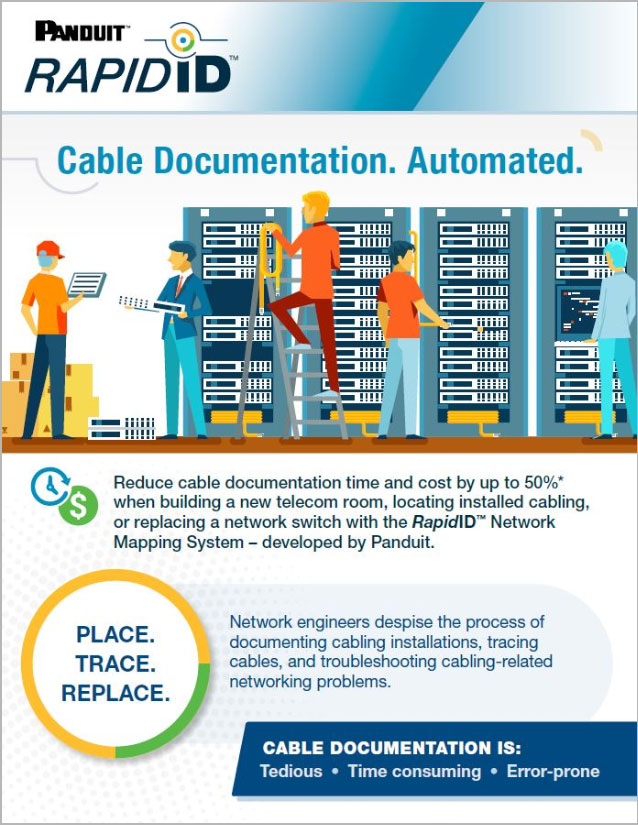 PANDUIT™
RAPIDID™
Cable Documentation. Automated.
Reduce cable documentation time and cost by up to 50%*
when building a new telecom room, locating installed cabling,
or replacing a network switch with the RapidID™ Network
Mapping System – developed by Panduit.
PLACE.
TRACE.
REPLACE.
Network engineers despise the process of
documenting cabling installations, tracing
cables, and troubleshooting cabling-related
networking problems.
CABLE DOCUMENTATION IS:
Tedious • Time consuming • Error-prone